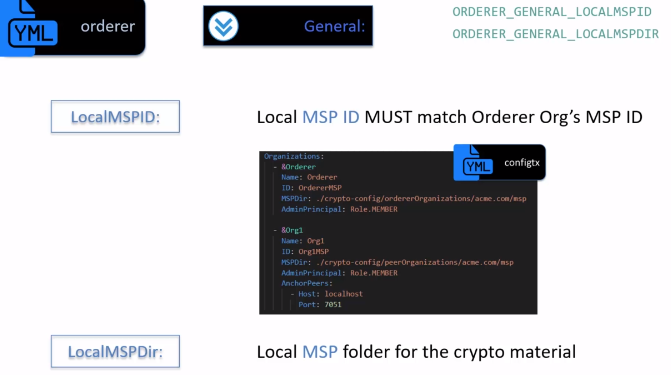 YML orderer
General:
ORDERER_GENERAL_LOCALMSPID
ORDERER_GENERAL_LOCALMSPDIR
LocalMSPID:
Local MSP ID MUST match Orderer Org’s MSP ID
YML configtx
Organizations:
- &Orderer
Name: Orderer
ID: OrdererMSP
MSPDir: ./crypto-config/ordererOrganizations/acme.com/msp
AdminPrincipal: Role.MEMBER
- &Org1
Name: Org1
ID: Org1MSP
MSPDir: ./crypto-config/peerOrganizations/acme.com/msp
AdminPrincipal: Role.MEMBER
AnchorPeers:
- Host: localhost
Port: 7051
LocalMSPDir:
Local MSP folder for the crypto material